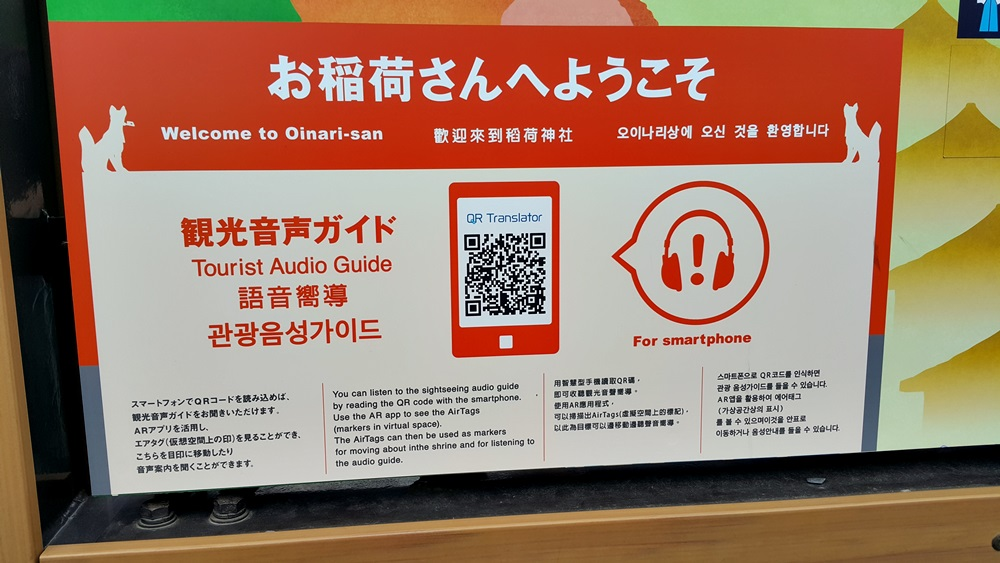 お稲荷さんへようこそ
Welcome to Oinari-san
歡迎來到稻荷神社
오이나리상에 오신 것을 환영합니다
観光音声ガイド
Tourist Audio Guide
語音嚮導
관광음성가이드
QR Translator
For smartphone
スマートフォンでQRコードを読み込めば、
観光音声ガイドをお聞きいただけます。
ARアプリを活用し、
エアタグ(仮想空間上の印)を見ることができ、
こちらを目印に移動したり
音声案内を聞くことができます。
You can listen to the sightseeing audio guide
by reading the QR code with the smartphone.
Use the AR app to see the AirTags
(markers in virtual space).
The AirTags can then be used as markers
for moving about inthe shrine and for listening to
the audio guide.
用智慧型手機讀取QR碼，
即可收聽觀光音聲嚮導。
使用AR應用程式，
可以掃描出AirTags(虛擬空間上的標記)，
以此為目標可以邊移動邊聽音聲嚮導。
스마트폰으로 QR코드를 인식하면
관광 음성가이드를 들을 수 있습니다.
AR앱을 활용하여 에어태그
(가상공간상의 표시)
를 볼 수 있으며이것을 안표로
이동하거나 음성안내를 들을 수 있습니다.